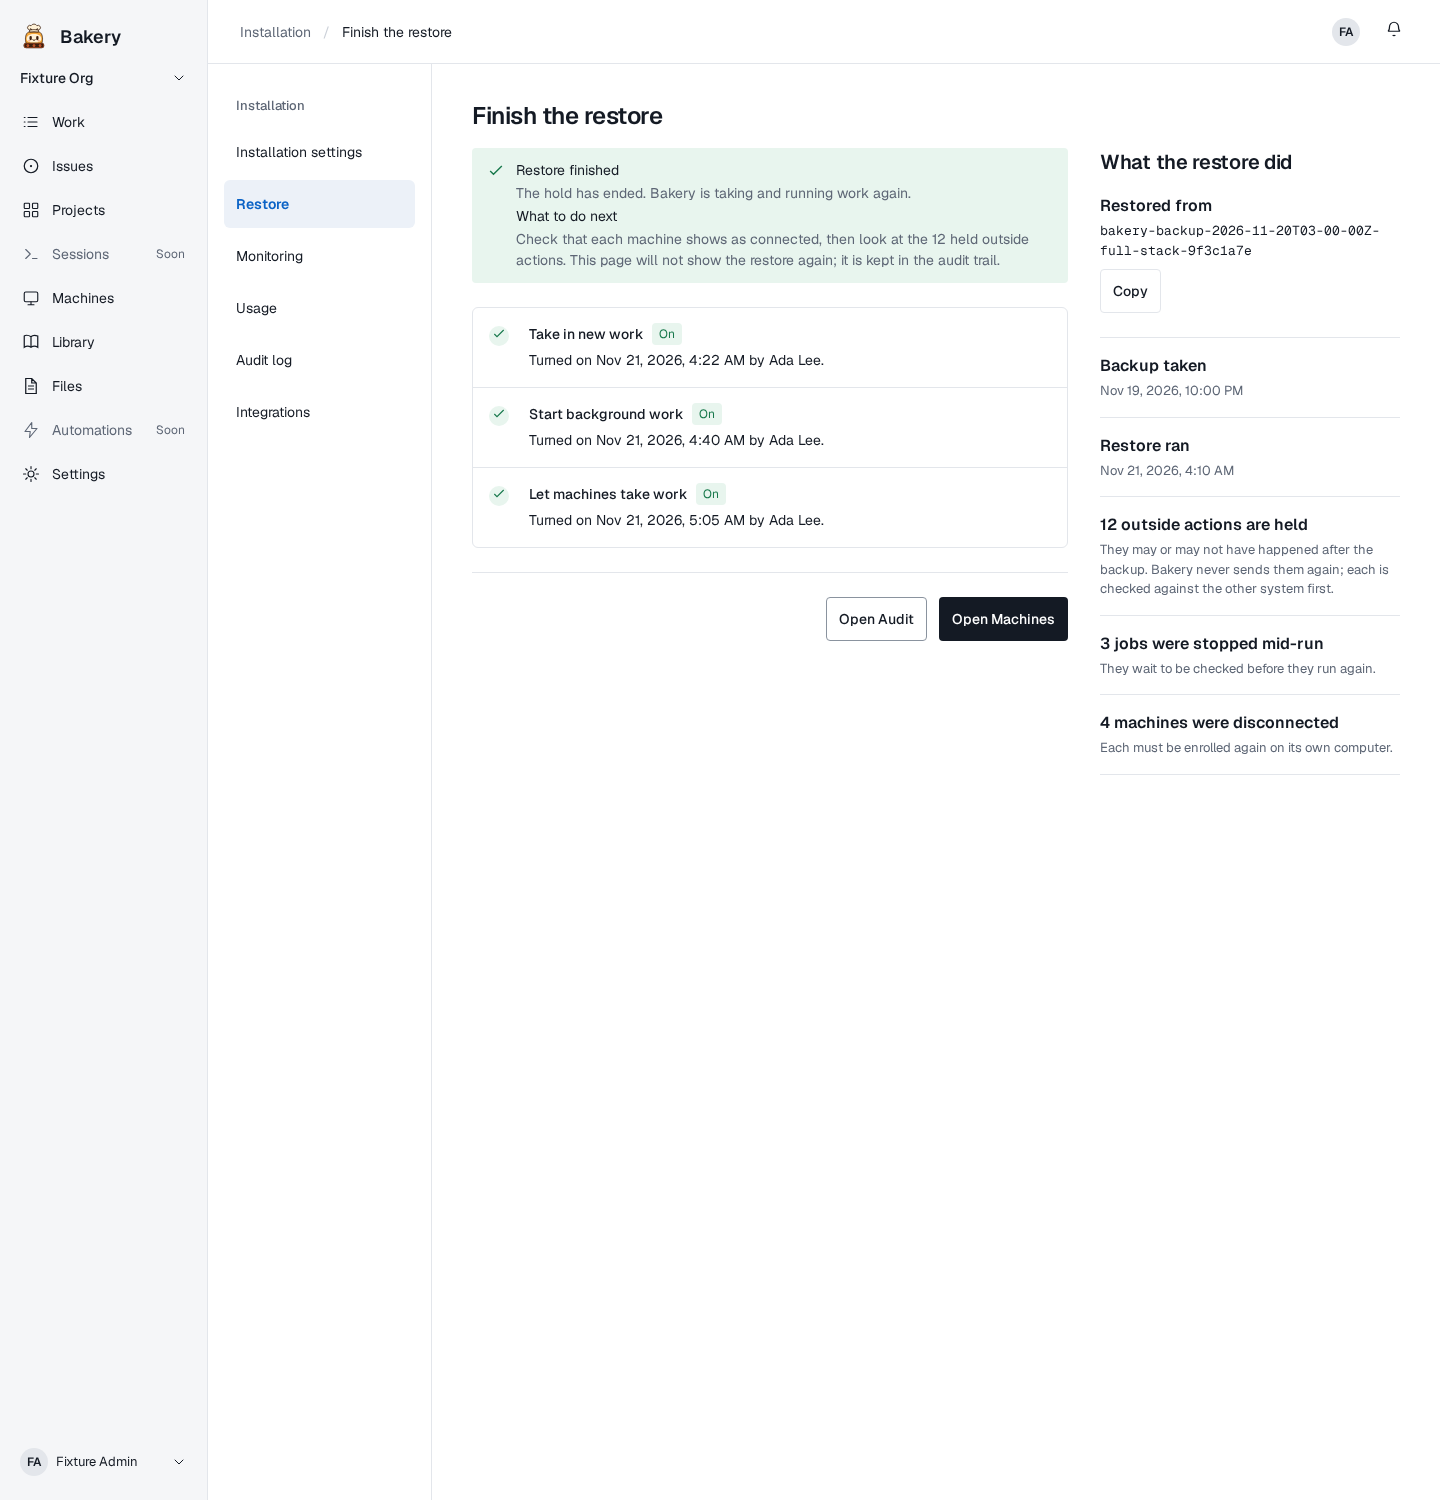 Bakery
Fixture Org
Work
Issues
Projects
Sessions Soon
Machines
Library
Files
Automations Soon
Settings
FA Fixture Admin
Installation / Finish the restore
FA
Installation
Installation settings
Restore
Monitoring
Usage
Audit log
Integrations
Finish the restore
Restore finished
The hold has ended. Bakery is taking and running work again.
What to do next
Check that each machine shows as connected, then look at the 12 held outside
actions. This page will not show the restore again; it is kept in the audit trail.
Take in new work On
Turned on Nov 21, 2026, 4:22 AM by Ada Lee.
Start background work On
Turned on Nov 21, 2026, 4:40 AM by Ada Lee.
Let machines take work On
Turned on Nov 21, 2026, 5:05 AM by Ada Lee.
Open Audit
Open Machines
What the restore did
Restored from
bakery-backup-2026-11-20T03-00-00Z-
full-stack-9f3c1a7e
Copy
Backup taken
Nov 19, 2026, 10:00 PM
Restore ran
Nov 21, 2026, 4:10 AM
12 outside actions are held
They may or may not have happened after the
backup. Bakery never sends them again; each is
checked against the other system first.
3 jobs were stopped mid-run
They wait to be checked before they run again.
4 machines were disconnected
Each must be enrolled again on its own computer.